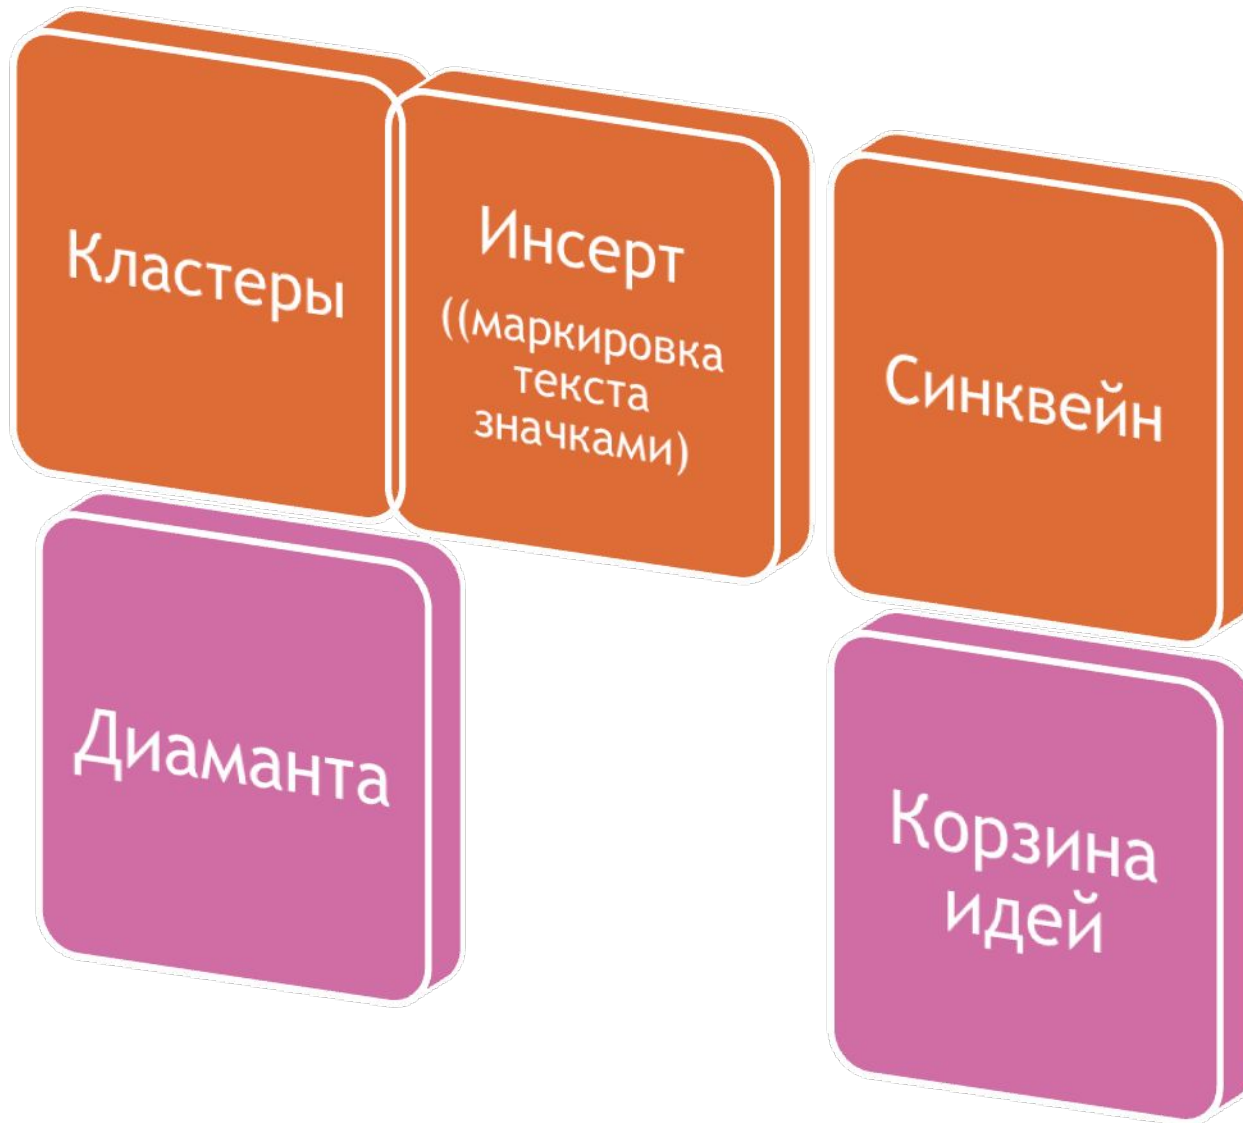 Кластеры
Инсерт
((маркировка
текста
значками)
Синквейн
Диаманта
Корзина
идей